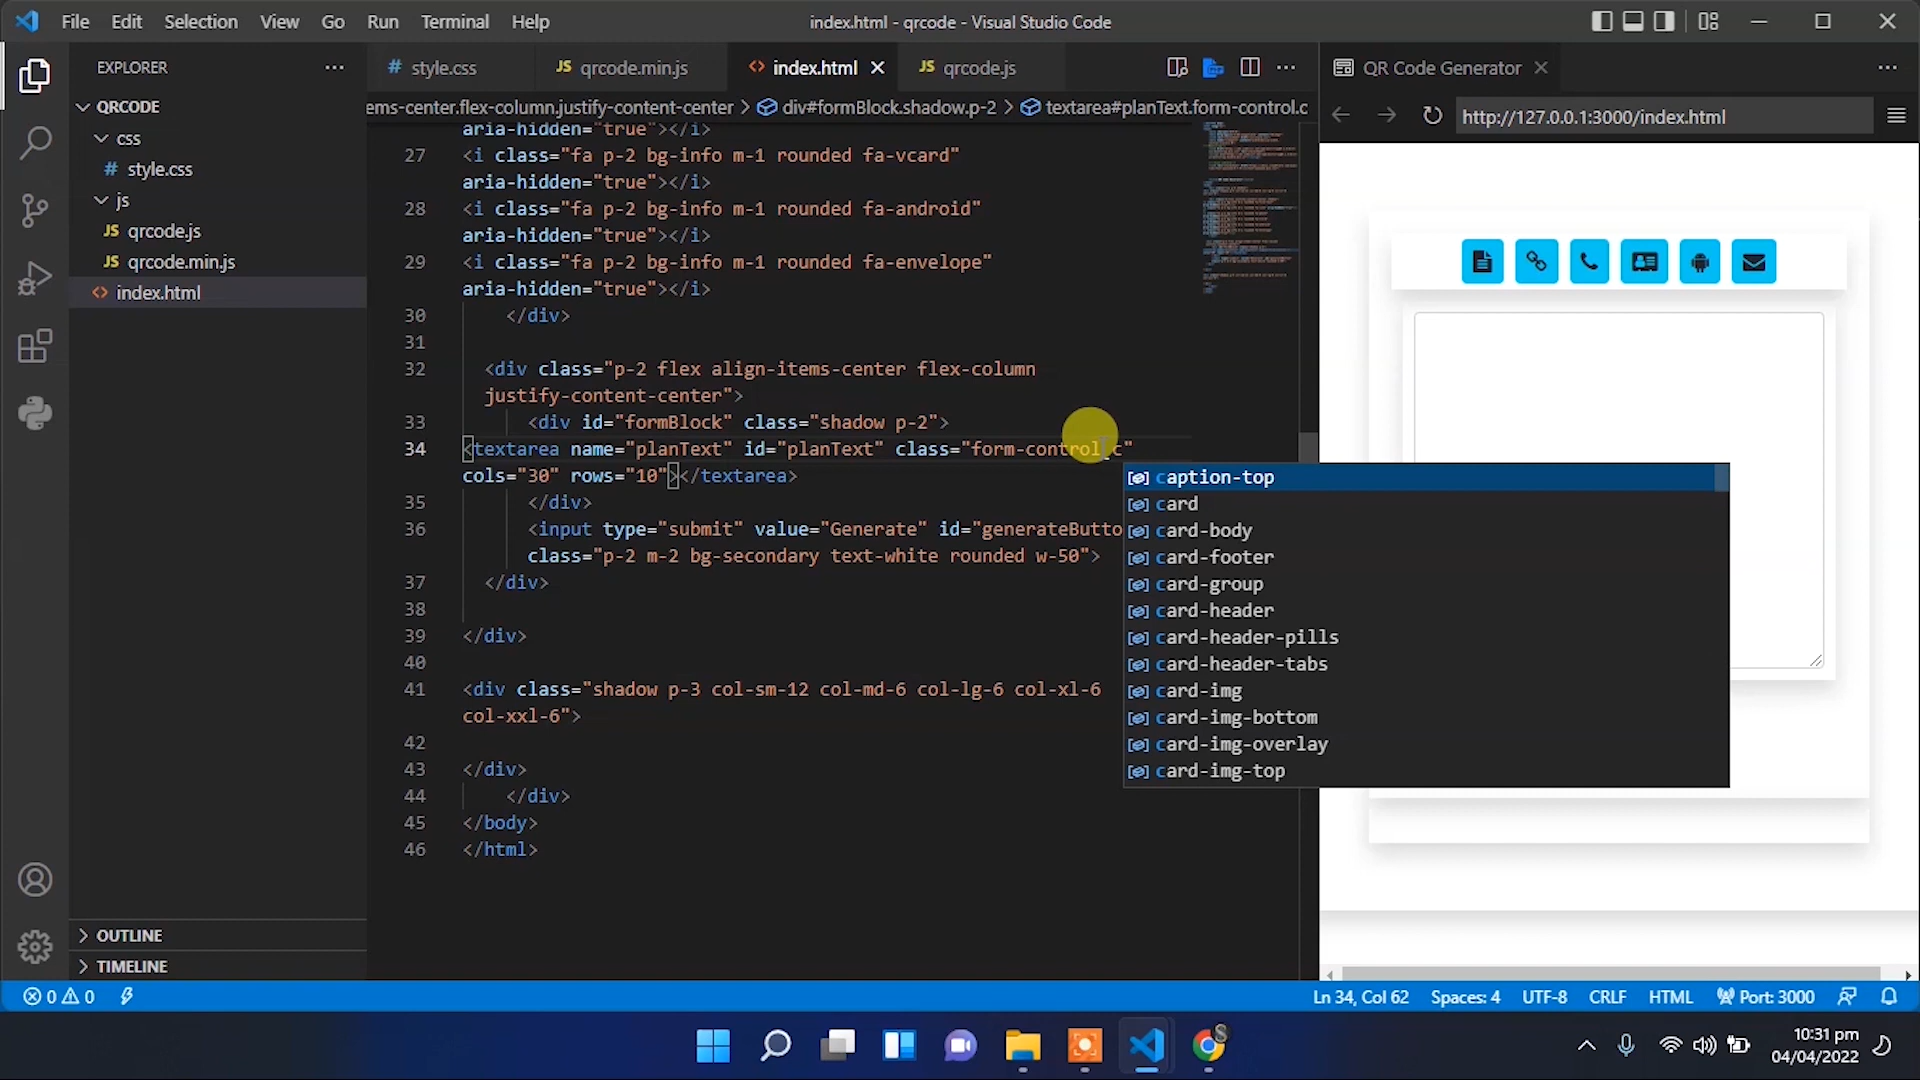 File Edit Selection View Go Run Terminal Help
index.html - qrcode - Visual Studio Code
EXPLORER
QRCODE
css
# style.css
js
JS qrcode.js
JS qrcode.min.js
<> index.html
OUTLINE
TIMELINE
# style.css
JS qrcode.min.js
<> index.html
JS qrcode.js
ems-center.flex-column.justify-content-center > div#formBlock.shadow.p-2 > textarea#planText.form-control.c
aria-hidden="true"></i>
27 <i class="fa p-2 bg-info m-1 rounded fa-vcard"
aria-hidden="true"></i>
28 <i class="fa p-2 bg-info m-1 rounded fa-android"
aria-hidden="true"></i>
29 <i class="fa p-2 bg-info m-1 rounded fa-envelope"
aria-hidden="true"></i>
30 </div>
31
32 <div class="p-2 flex align-items-center flex-column
justify-content-center">
33 <div id="formBlock" class="shadow p-2">
34 <textarea name="planText" id="planText" class="form-control c"
cols="30" rows="10"></textarea>
35 </div>
36 <input type="submit" value="Generate" id="generateButto
class="p-2 m-2 bg-secondary text-white rounded w-50">
37 </div>
38
39 </div>
40
41 <div class="shadow p-3 col-sm-12 col-md-6 col-lg-6 col-xl-6
col-xxl-6">
42
43 </div>
44 </div>
45 </body>
46 </html>
caption-top
card
card-body
card-footer
card-group
card-header
card-header-pills
card-header-tabs
card-img
card-img-bottom
card-img-overlay
card-img-top
QR Code Generator
http://127.0.0.1:3000/index.html
0 0
Ln 34, Col 62 Spaces: 4 UTF-8 CRLF HTML Port: 3000
S
10:31 pm
04/04/2022